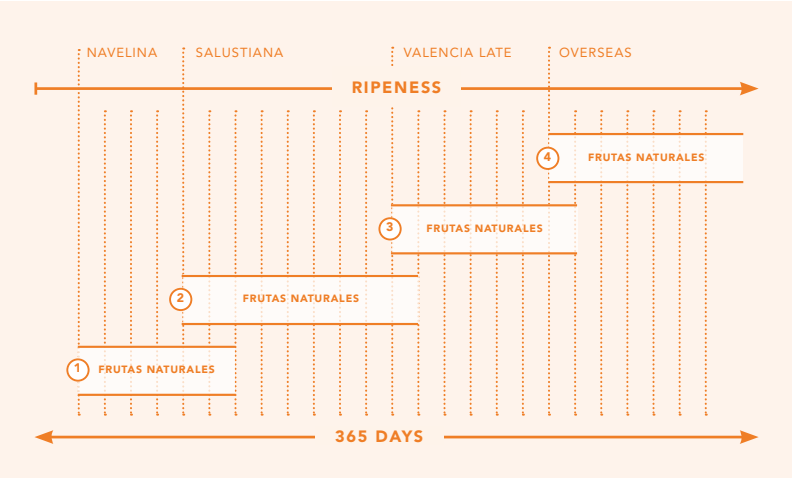 NAVELINA
SALUSTIANA
VALENCIA LATE
OVERSEAS
RIPENESS
4
FRUTAS NATURALES
3
FRUTAS NATURALES
2
FRUTAS NATURALES
1
FRUTAS NATURALES
365 DAYS